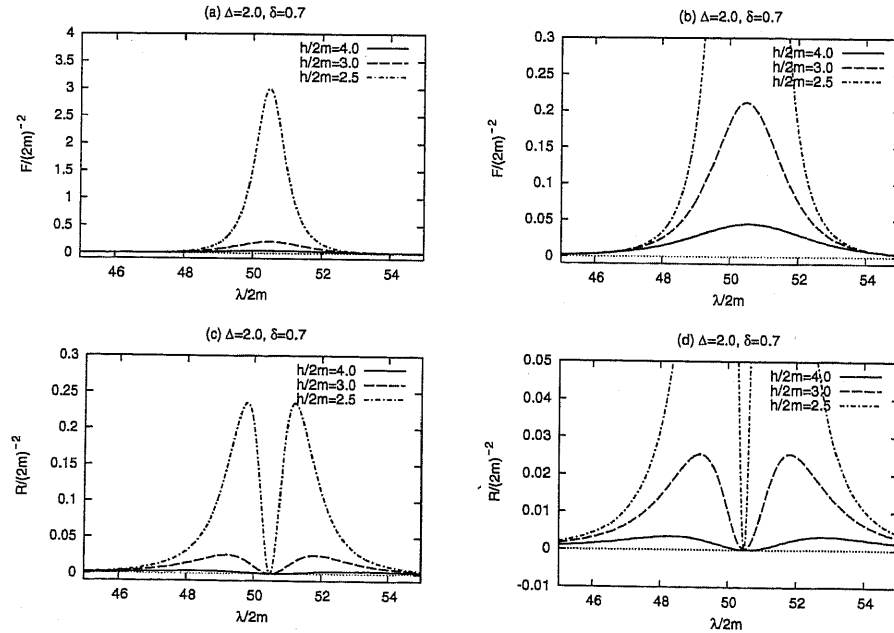 (a) Δ=2.0, δ=0.7
4
3.5
3
2.5
2
1.5
1
0.5
0
F/(2m)⁻²
h/2m=4.0
h/2m=3.0
h/2m=2.5
46 48 50 52 54
λ/2m
(b) Δ=2.0, δ=0.7
0.3
0.25
0.2
0.15
0.1
0.05
0
F/(2m)⁻²
h/2m=4.0
h/2m=3.0
h/2m=2.5
46 48 50 52 54
λ/2m
(c) Δ=2.0, δ=0.7
0.3
0.25
0.2
0.15
0.1
0.05
0
R/(2m)⁻²
h/2m=4.0
h/2m=3.0
h/2m=2.5
46 48 50 52 54
λ/2m
(d) Δ=2.0, δ=0.7
0.05
0.04
0.03
0.02
0.01
0
-0.01
R/(2m)⁻²
h/2m=4.0
h/2m=3.0
h/2m=2.5
46 48 50 52 54
λ/2m